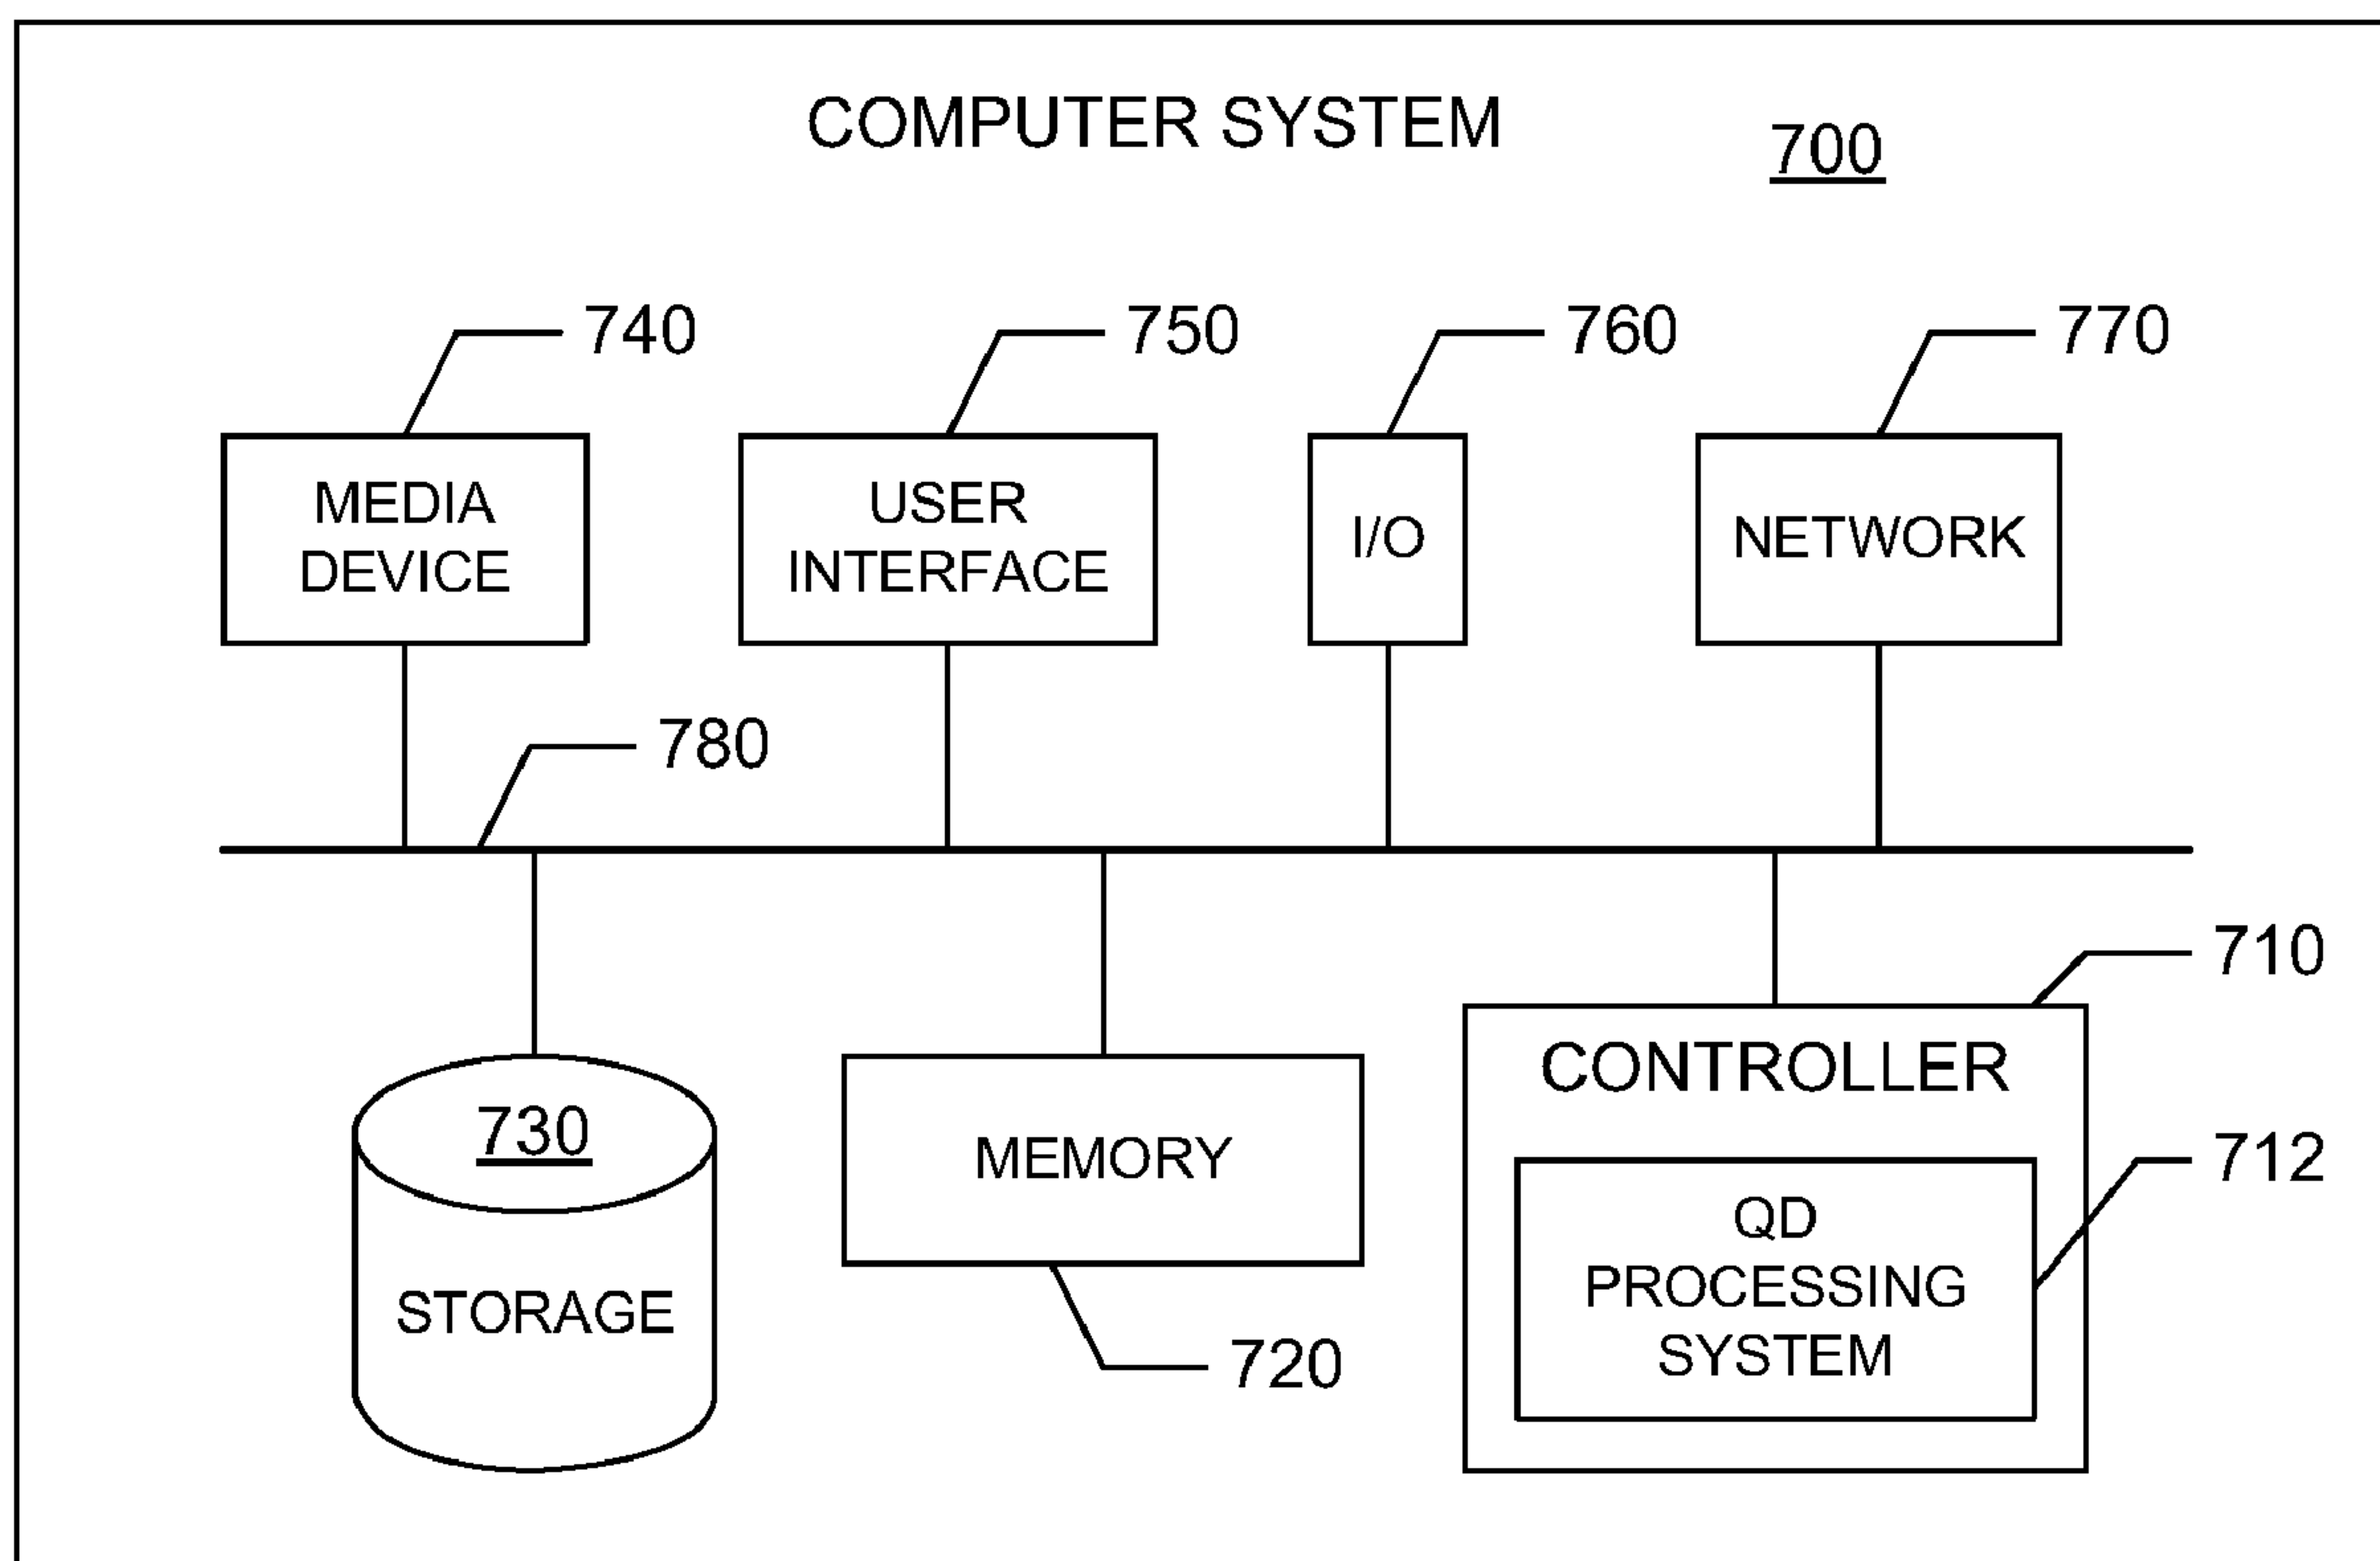 COMPUTER SYSTEM
700
740
750
760
770
MEDIA
DEVICE
USER
INTERFACE
I/O
NETWORK
780
710
CONTROLLER
730
STORAGE
MEMORY
720
712
QD
PROCESSING
SYSTEM